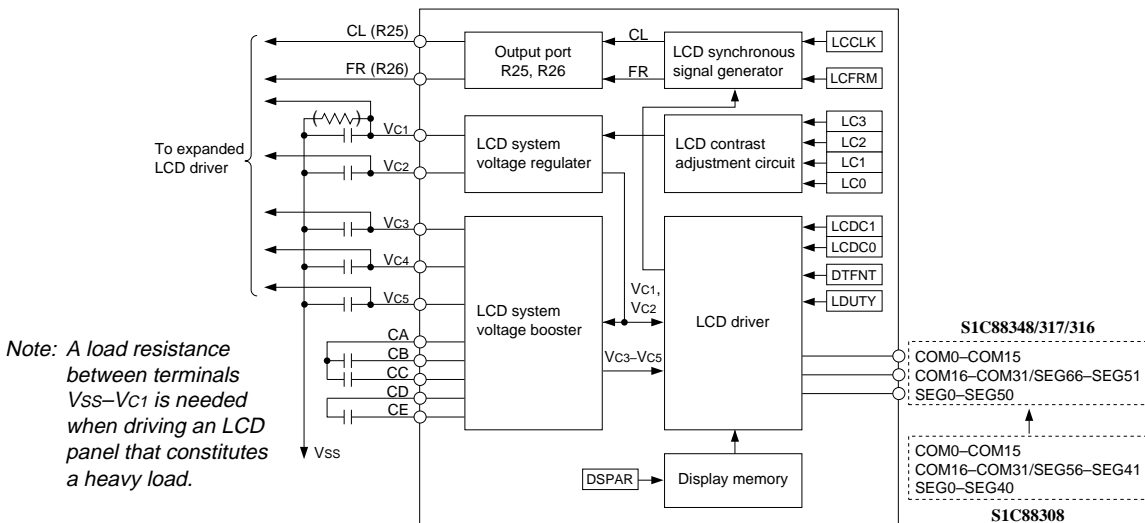 CL (R25)
FR (R26)
Output port
R25, R26
CL
FR
LCD synchronous
signal generator
LCCLK
LCFRM
To expanded
LCD driver
VC1
VC2
LCD system
voltage regulater
LCD contrast
adjustment circuit
LC3
LC2
LC1
LC0
VC3
VC4
VC5
CA
CB
CC
CD
CE
VSS
LCD system
voltage booster
VC1,
VC2
VC3–VC5
LCD driver
LCDC1
LCDC0
DTFNT
LDUTY
DSPAR
Display memory
S1C88348/317/316
COM0–COM15
COM16–COM31/SEG66–SEG51
SEG0–SEG50
COM0–COM15
COM16–COM31/SEG56–SEG41
SEG0–SEG40
S1C88308
Note: A load resistance
between terminals
VSS–VC1 is needed
when driving an LCD
panel that constitutes
a heavy load.